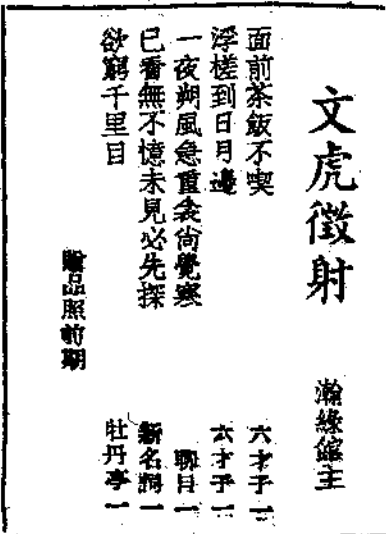 文虎徵射
瀚綠館主
面前茶飯不喫 六才子一
浮槎到日月邊 六才子一
一夜朔風急重衾尚覺寒 聊目一
已看無不憶未見必先探 新名詞一
欲窮千里目 牡丹亭一
贈品照前期